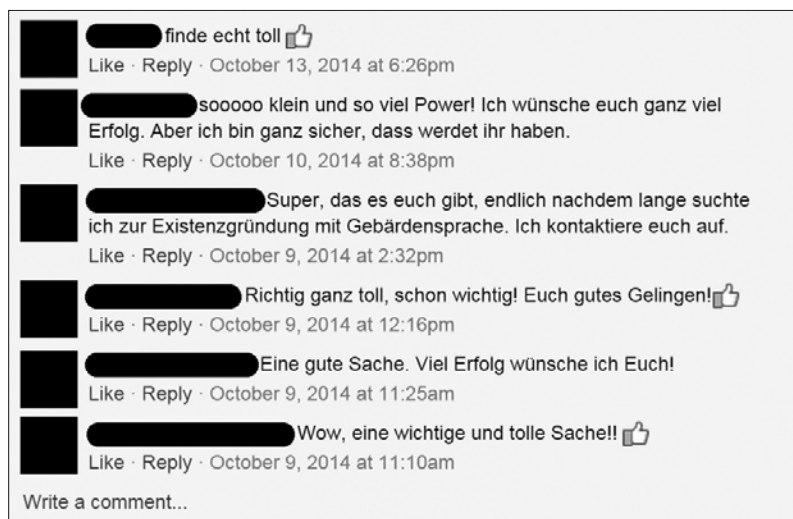 finde echt toll
Like · Reply · October 13, 2014 at 6:26pm
sooooo klein und so viel Power! Ich wünsche euch ganz viel
Erfolg. Aber ich bin ganz sicher, dass werdet ihr haben.
Like · Reply · October 10, 2014 at 8:38pm
Super, das es euch gibt, endlich nachdem lange suchte
ich zur Existenzgründung mit Gebärdensprache. Ich kontaktiere euch auf.
Like · Reply · October 9, 2014 at 2:32pm
Richtig ganz toll, schon wichtig! Euch gutes Gelingen!
Like · Reply · October 9, 2014 at 12:16pm
Eine gute Sache. Viel Erfolg wünsche ich Euch!
Like · Reply · October 9, 2014 at 11:25am
Wow, eine wichtige und tolle Sache!!
Like · Reply · October 9, 2014 at 11:10am
Write a comment...